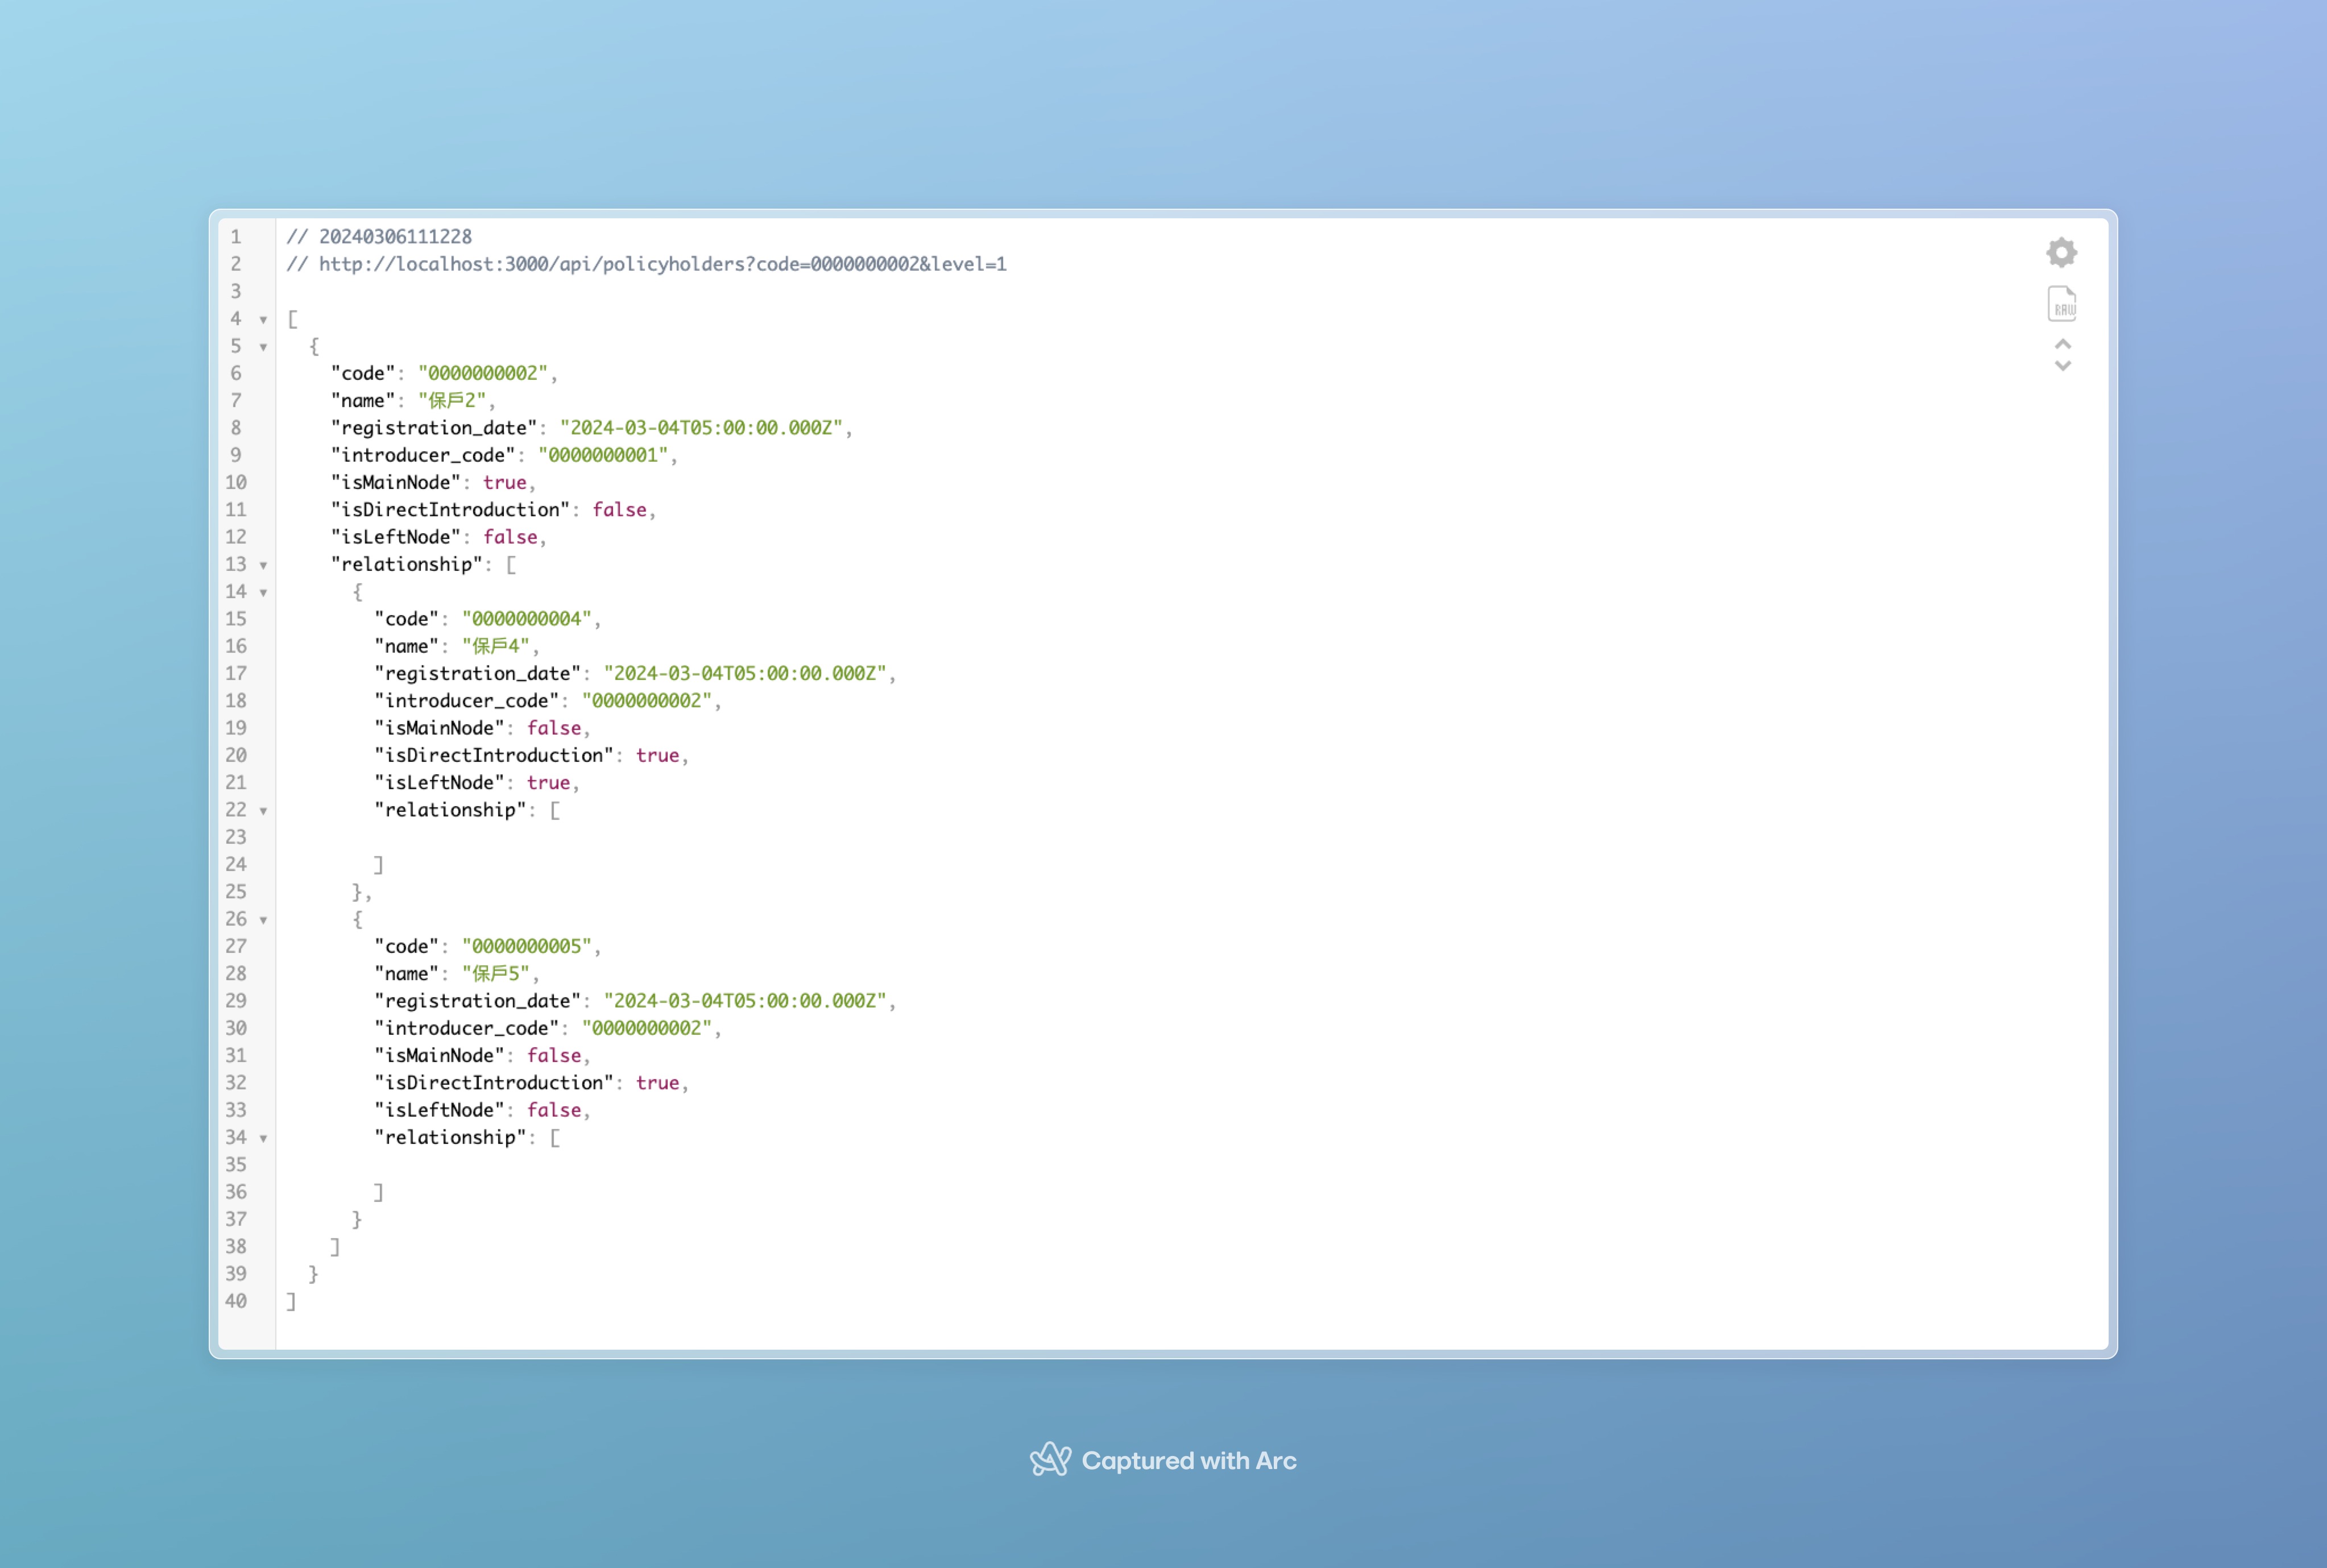 1 // 20240306111228
2 // http://localhost:3000/api/policyholders?code=0000000002&level=1
3
4 [
5 {
6 "code": "0000000002",
7 "name": "保戶2",
8 "registration_date": "2024-03-04T05:00:00.000Z",
9 "introducer_code": "0000000001",
10 "isMainNode": true,
11 "isDirectIntroduction": false,
12 "isLeftNode": false,
13 "relationship": [
14 {
15 "code": "0000000004",
16 "name": "保戶4",
17 "registration_date": "2024-03-04T05:00:00.000Z",
18 "introducer_code": "0000000002",
19 "isMainNode": false,
20 "isDirectIntroduction": true,
21 "isLeftNode": true,
22 "relationship": [
23
24 ]
25 },
26 {
27 "code": "0000000005",
28 "name": "保戶5",
29 "registration_date": "2024-03-04T05:00:00.000Z",
30 "introducer_code": "0000000002",
31 "isMainNode": false,
32 "isDirectIntroduction": true,
33 "isLeftNode": false,
34 "relationship": [
35
36 ]
37 }
38 ]
39 }
40 ]
RAW
Captured with Arc